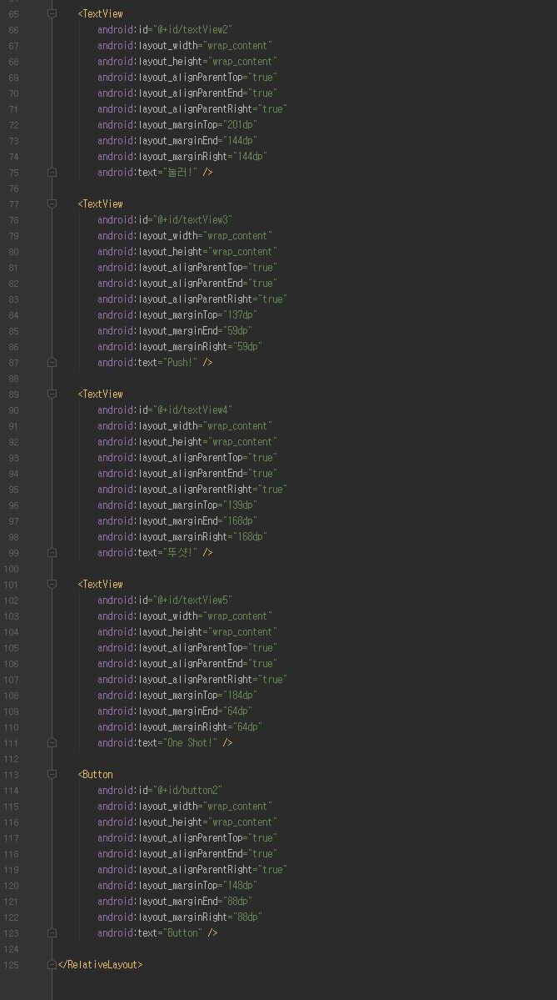 65 <TextView
66 android:id="@+id/textView2"
67 android:layout_width="wrap_content"
68 android:layout_height="wrap_content"
69 android:layout_alignParentTop="true"
70 android:layout_alignParentEnd="true"
71 android:layout_alignParentRight="true"
72 android:layout_marginTop="201dp"
73 android:layout_marginEnd="144dp"
74 android:layout_marginRight="144dp"
75 android:text="눌러!" />
76
77 <TextView
78 android:id="@+id/textView3"
79 android:layout_width="wrap_content"
80 android:layout_height="wrap_content"
81 android:layout_alignParentTop="true"
82 android:layout_alignParentEnd="true"
83 android:layout_alignParentRight="true"
84 android:layout_marginTop="137dp"
85 android:layout_marginEnd="59dp"
86 android:layout_marginRight="59dp"
87 android:text="Push!" />
88
89 <TextView
90 android:id="@+id/textView4"
91 android:layout_width="wrap_content"
92 android:layout_height="wrap_content"
93 android:layout_alignParentTop="true"
94 android:layout_alignParentEnd="true"
95 android:layout_alignParentRight="true"
96 android:layout_marginTop="139dp"
97 android:layout_marginEnd="168dp"
98 android:layout_marginRight="168dp"
99 android:text="뚜샷!" />
100
101 <TextView
102 android:id="@+id/textView5"
103 android:layout_width="wrap_content"
104 android:layout_height="wrap_content"
105 android:layout_alignParentTop="true"
106 android:layout_alignParentEnd="true"
107 android:layout_alignParentRight="true"
108 android:layout_marginTop="184dp"
109 android:layout_marginEnd="64dp"
110 android:layout_marginRight="64dp"
111 android:text="One Shot!" />
112
113 <Button
114 android:id="@+id/button2"
115 android:layout_width="wrap_content"
116 android:layout_height="wrap_content"
117 android:layout_alignParentTop="true"
118 android:layout_alignParentEnd="true"
119 android:layout_alignParentRight="true"
120 android:layout_marginTop="148dp"
121 android:layout_marginEnd="88dp"
122 android:layout_marginRight="88dp"
123 android:text="Button" />
124
125 </RelativeLayout>